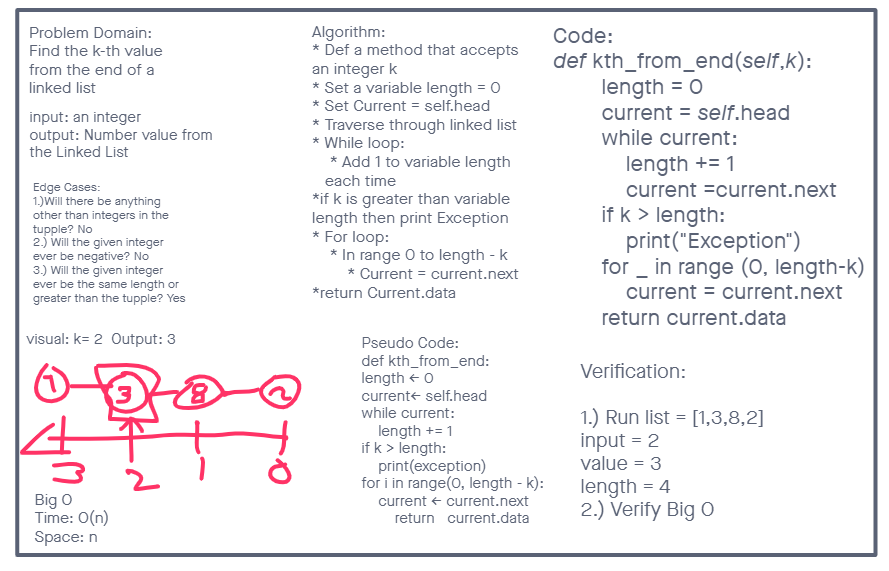 Problem Domain:
Find the k-th value
from the end of a
linked list
input: an integer
output: Number value from
the Linked List
Edge Cases:
1.)Will there be anything
other than integers in the
tupple? No
2.) Will the given integer
ever be negative? No
3.) Will the given integer
ever be the same length or
greater than the tupple? Yes
visual: k= 2 Output: 3
1 3 8 2
3 2 1 0
Big O
Time: O(n)
Space: n
Algorithm:
* Def a method that accepts
an integer k
* Set a variable length = 0
* Set Current = self.head
* Traverse through linked list
* While loop:
* Add 1 to variable length
each time
*if k is greater than variable
length then print Exception
* For loop:
* In range 0 to length - k
* Current = current.next
*return Current.data
Pseudo Code:
def kth_from_end:
length ← 0
current← self.head
while current:
length += 1
if k > length:
print(exception)
for i in range(0, length - k):
current ← current.next
return current.data
Code:
def kth_from_end(self,k):
length = 0
current = self.head
while current:
length += 1
current =current.next
if k > length:
print("Exception")
for _ in range (0, length-k)
current = current.next
return current.data
Verification:
1.) Run list = [1,3,8,2]
input = 2
value = 3
length = 4
2.) Verify Big O